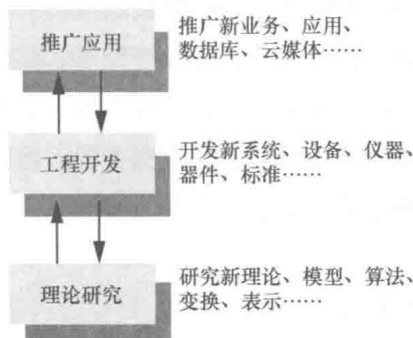 推广应用
推广新业务、应用、
数据库、云媒体……
工程开发
开发新系统、设备、仪器、
器件、标准……
理论研究
研究新理论、模型、算法、
变换、表示……